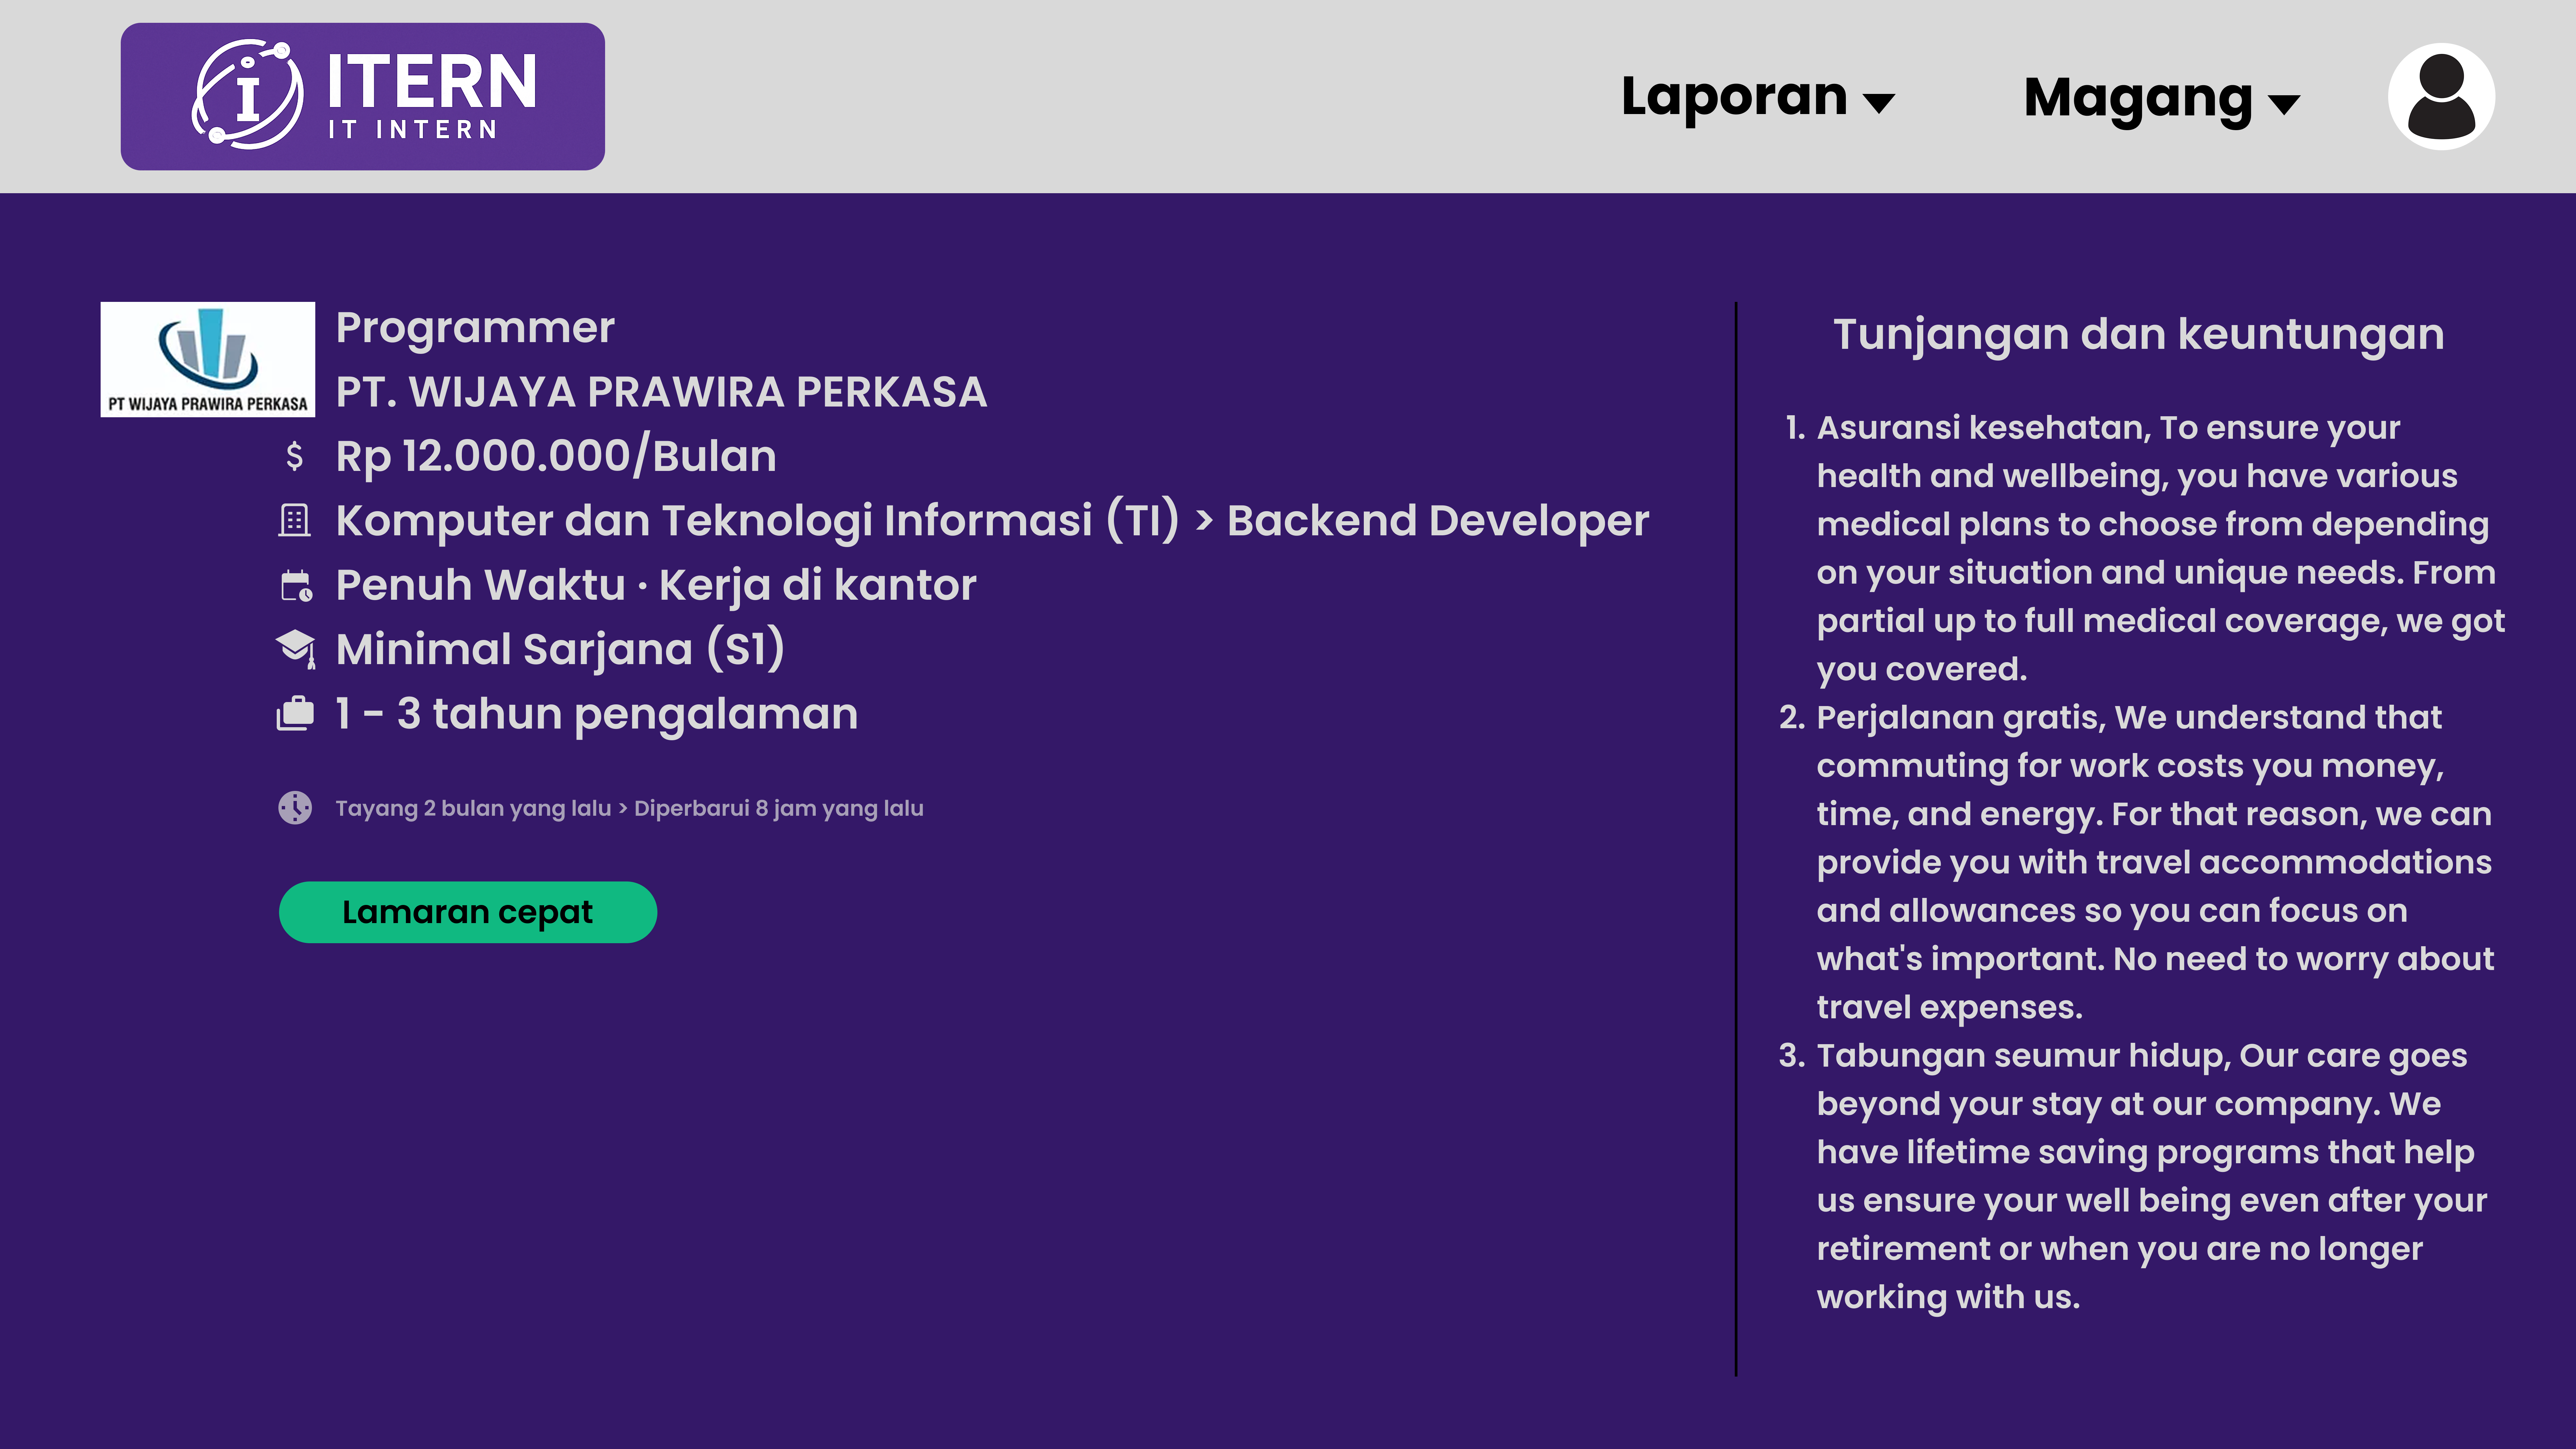 ITERN
IT INTERN
Laporan
Magang
PT WIJAYA PRAWIRA PERKASA
Programmer
PT. WIJAYA PRAWIRA PERKASA
Rp 12.000.000/Bulan
Komputer dan Teknologi Informasi (TI) > Backend Developer
Penuh Waktu · Kerja di kantor
Minimal Sarjana (S1)
1 - 3 tahun pengalaman
Tayang 2 bulan yang lalu > Diperbarui 8 jam yang lalu
Lamaran cepat
Tunjangan dan keuntungan
1. Asuransi kesehatan, To ensure your
health and wellbeing, you have various
medical plans to choose from depending
on your situation and unique needs. From
partial up to full medical coverage, we got
you covered.
2. Perjalanan gratis, We understand that
commuting for work costs you money,
time, and energy. For that reason, we can
provide you with travel accommodations
and allowances so you can focus on
what's important. No need to worry about
travel expenses.
3. Tabungan seumur hidup, Our care goes
beyond your stay at our company. We
have lifetime saving programs that help
us ensure your well being even after your
retirement or when you are no longer
working with us.